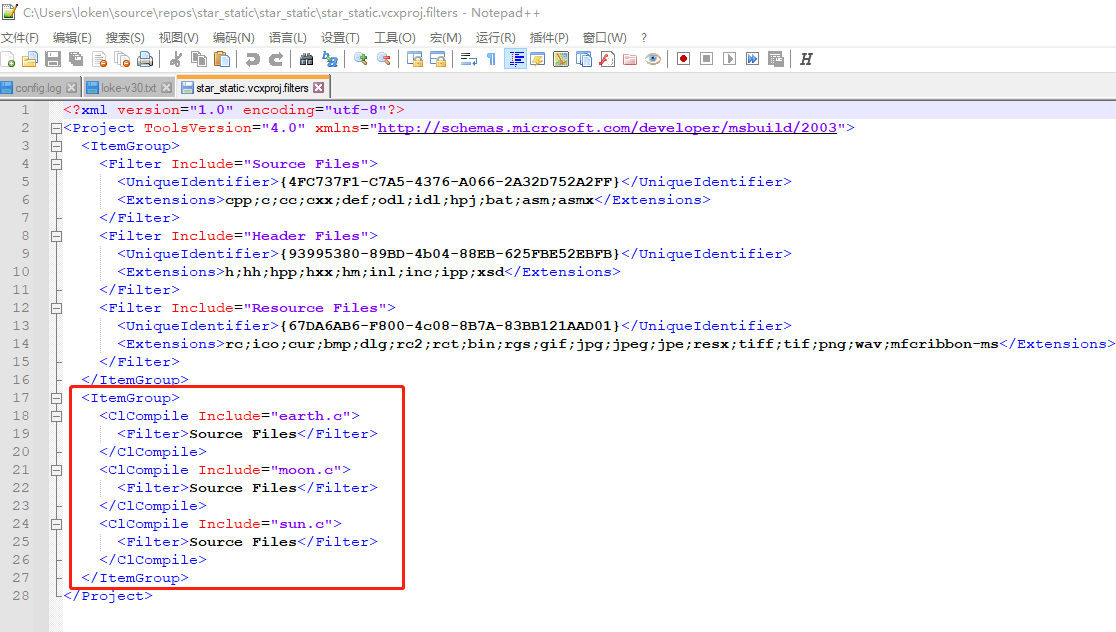 C:\Users\loken\source\repos\star_static\star_static\star_static.vcxproj.filters - Notepad++
文件(F) 编辑(E) 搜索(S) 视图(V) 编码(N) 语言(L) 设置(T) 工具(O) 宏(M) 运行(R) 插件(P) 窗口(W) ?
config.log loke-v30.txt star_static.vcxproj.filters
1 <?xml version="1.0" encoding="utf-8"?>
2 <Project ToolsVersion="4.0" xmlns="http://schemas.microsoft.com/developer/msbuild/2003">
3 <ItemGroup>
4 <Filter Include="Source Files">
5 <UniqueIdentifier>{4FC737F1-C7A5-4376-A066-2A32D752A2FF}</UniqueIdentifier>
6 <Extensions>cpp;c;cc;cxx;def;odl;idl;hpj;bat;asm;asmx</Extensions>
7 </Filter>
8 <Filter Include="Header Files">
9 <UniqueIdentifier>{93995380-89BD-4b04-88EB-625FBE52EBFB}</UniqueIdentifier>
10 <Extensions>h;hh;hpp;hxx;hm;inl;inc;ipp;xsd</Extensions>
11 </Filter>
12 <Filter Include="Resource Files">
13 <UniqueIdentifier>{67DA6AB6-F800-4c08-8B7A-83BB121AAD01}</UniqueIdentifier>
14 <Extensions>rc;ico;cur;bmp;dlg;rc2;rct;bin;rgs;gif;jpg;jpeg;jpe;resx;tiff;tif;png;wav;mfcribbon-ms</Extensions>
15 </Filter>
16 </ItemGroup>
17 <ItemGroup>
18 <ClCompile Include="earth.c">
19 <Filter>Source Files</Filter>
20 </ClCompile>
21 <ClCompile Include="moon.c">
22 <Filter>Source Files</Filter>
23 </ClCompile>
24 <ClCompile Include="sun.c">
25 <Filter>Source Files</Filter>
26 </ClCompile>
27 </ItemGroup>
28 </Project>